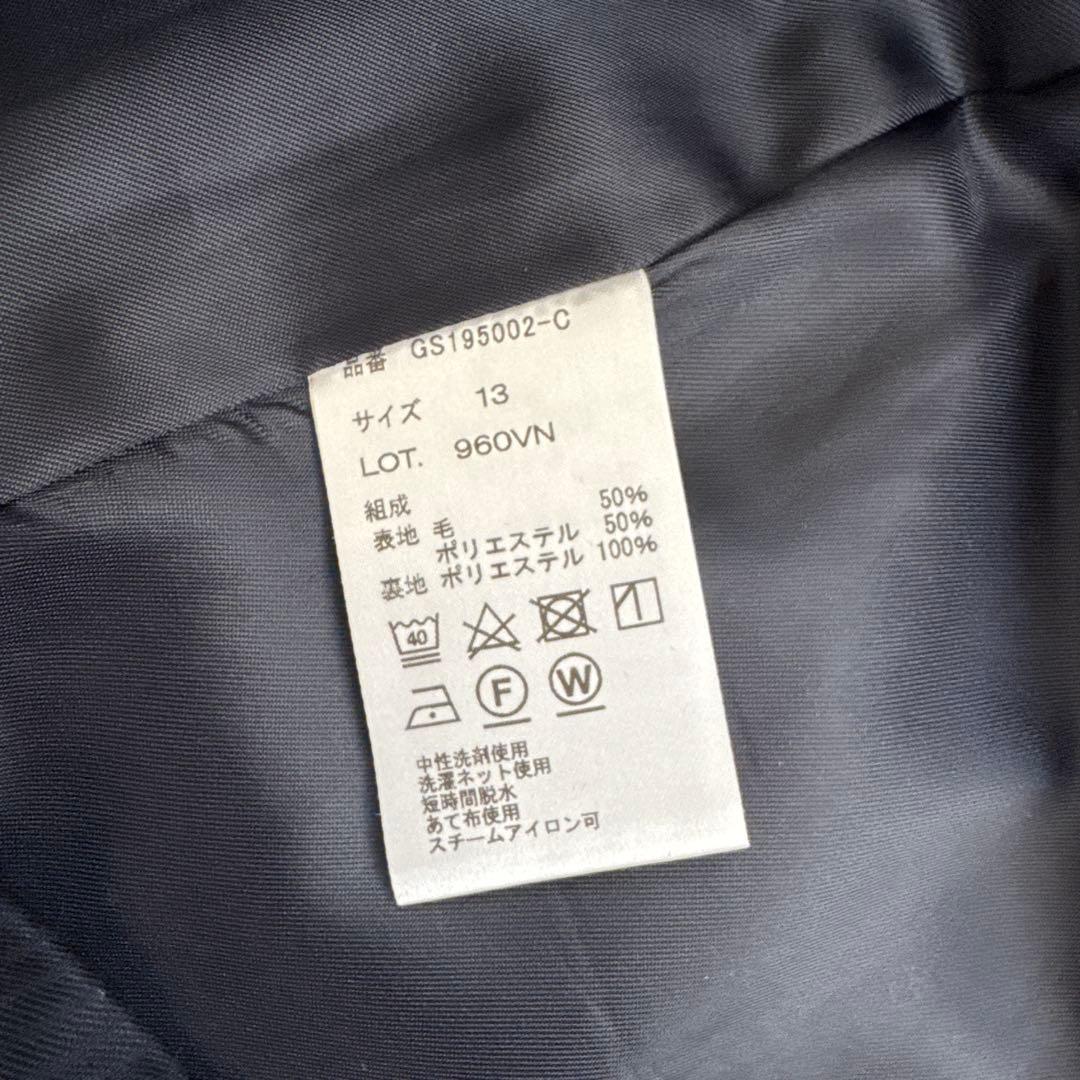 品番 GS195002-C
サイズ 13
LOT. 960VN
組成
表地 毛 50%
ポリエステル 50%
裏地 ポリエステル 100%
40
F W
中性洗剤使用
洗濯ネット使用
短時間脱水
あて布使用
スチームアイロン可